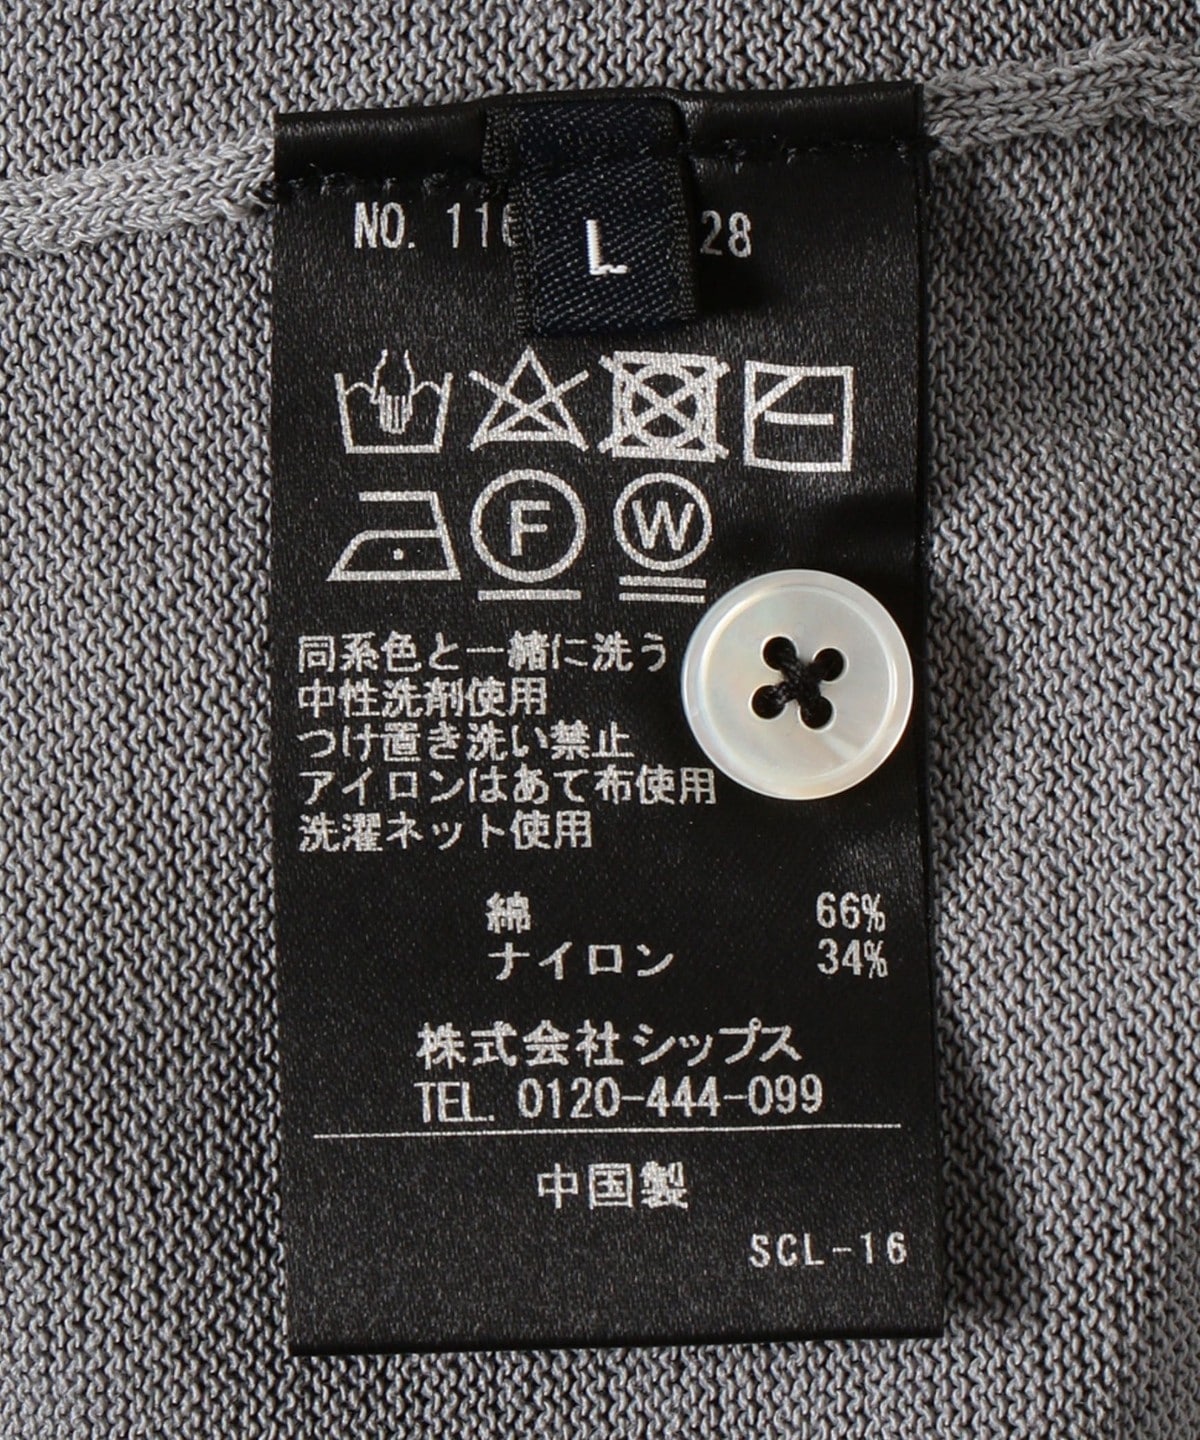 NO. 11 28
L
F W
同系色と一緒に洗う
中性洗剤使用
つけ置き洗い禁止
アイロンはあて布使用
洗濯ネット使用
綿 66%
ナイロン 34%
株式会社シップス
TEL. 0120-444-099
中国製
SCL-16